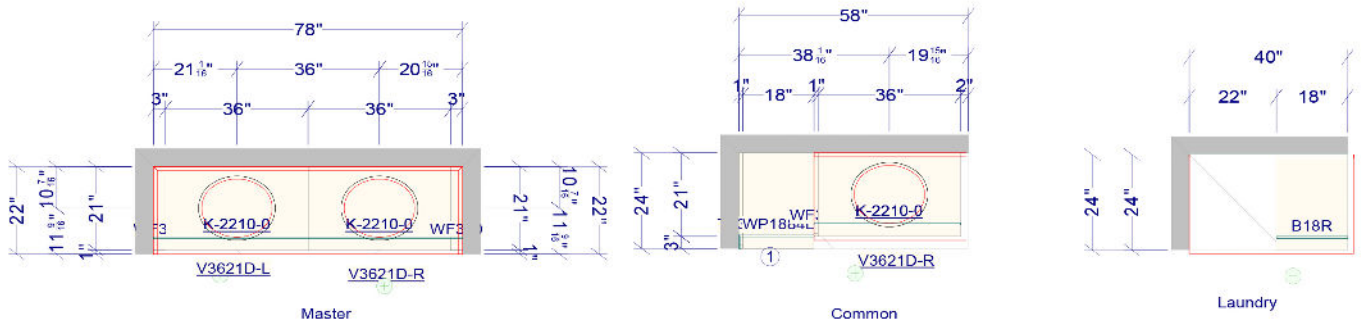 78"
21 1/16" 36" 20 15/16"
3" 36" 36" 3"
22" 10 7/16" 11 9/16" 21" 1"
K-2210-0 K-2210-0
WF3
21" 1" 10 7/16" 11 9/16" 22"
V3621D-L V3621D-R
Master
58"
38 1/16" 19 15/16"
1" 18" 1" 36" 2"
24" 21" 3"
K-2210-0
1
V3621D-R
Common
40"
22" 18"
24" 24"
B18R
Laundry